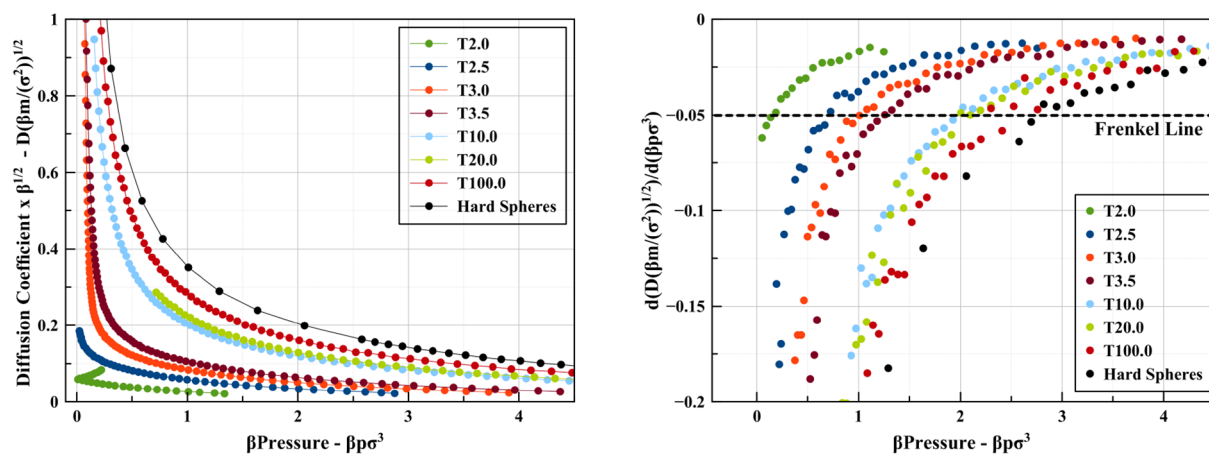 Diffusion Coefficient x β^1/2 - D(βm/(σ²))^1/2
1
0.8
0.6
0.4
0.2
0
0 1 2 3 4
βPressure - βpσ³
T2.0
T2.5
T3.0
T3.5
T10.0
T20.0
T100.0
Hard Spheres
d(D(βm/(σ²))^1/2)/d(βpσ³)
−0
−0.05
−0.1
−0.15
−0.2
0 1 2 3 4
βPressure - βpσ³
Frenkel Line
T2.0
T2.5
T3.0
T3.5
T10.0
T20.0
T100.0
Hard Spheres